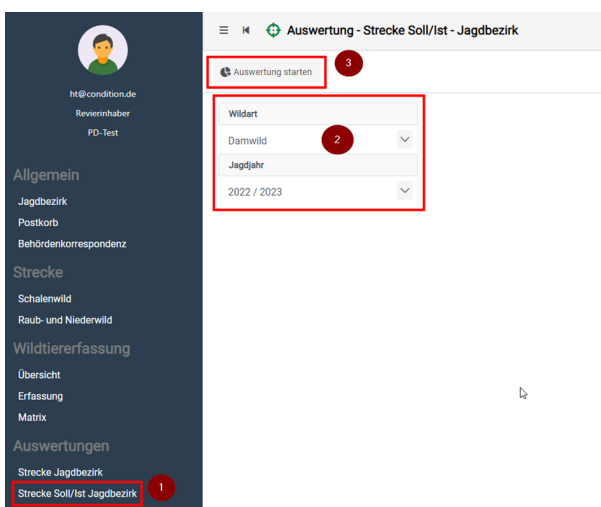 ht@condition.de
Revierinhaber
PD-Test
Allgemein
Jagdbezirk
Postkorb
Behördenkorrespondenz
Strecke
Schalenwild
Raub- und Niederwild
Wildtiererfassung
Übersicht
Erfassung
Matrix
Auswertungen
Strecke Jagdbezirk
Strecke Soll/Ist Jagdbezirk
1
Auswertung - Strecke Soll/Ist - Jagdbezirk
Auswertung starten
3
Wildart
Damwild
2
Jagdjahr
2022 / 2023